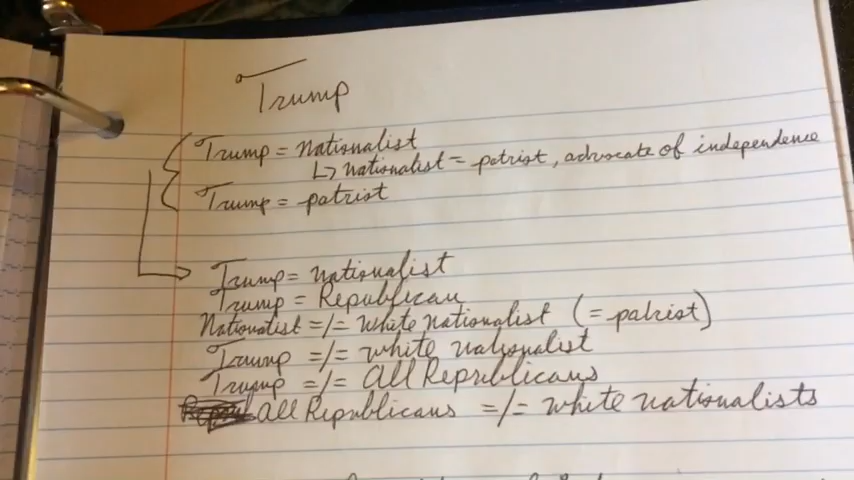 Trump
Trump = nationalist
↳ nationalist = patriot, advocate of independence
Trump = patriot
Trump = nationalist
Trump = Republican
Nationalist =/= white nationalist (= patriot)
Trump =/= white nationalist
Trump =/= All Republicans
All Republicans =/= white nationalists